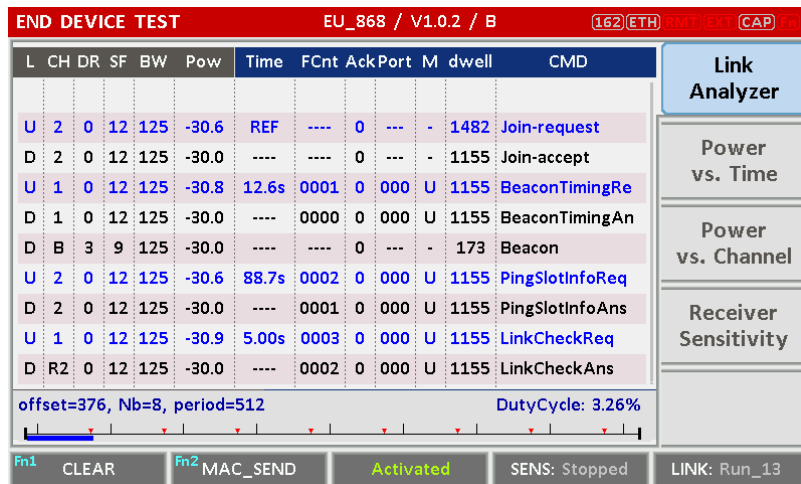 END DEVICE TEST EU_868 / V1.0.2 / B 162 ETH RMT EXT CAP Fn
L CH DR SF BW Pow Time FCnt Ack Port M dwell CMD
U 2 0 12 125 -30.6 REF ---- 0 --- - 1482 Join-request
D 2 0 12 125 -30.0 ---- ---- 0 --- - 1155 Join-accept
U 1 0 12 125 -30.8 12.6s 0001 0 000 U 1155 BeaconTimingRe
D 1 0 12 125 -30.0 ---- 0000 0 000 U 1155 BeaconTimingAn
D B 3 9 125 -30.0 ---- ---- 0 --- - 173 Beacon
U 2 0 12 125 -30.6 88.7s 0002 0 000 U 1155 PingSlotInfoReq
D 2 0 12 125 -30.0 ---- 0001 0 000 U 1155 PingSlotInfoAns
U 1 0 12 125 -30.9 5.00s 0003 0 000 U 1155 LinkCheckReq
D R2 0 12 125 -30.0 ---- 0002 0 000 U 1155 LinkCheckAns
offset=376, Nb=8, period=512 DutyCycle: 3.26%
Link
Analyzer
Power
vs. Time
Power
vs. Channel
Receiver
Sensitivity
Fn1 CLEAR Fn2 MAC_SEND Activated SENS: Stopped LINK: Run_13